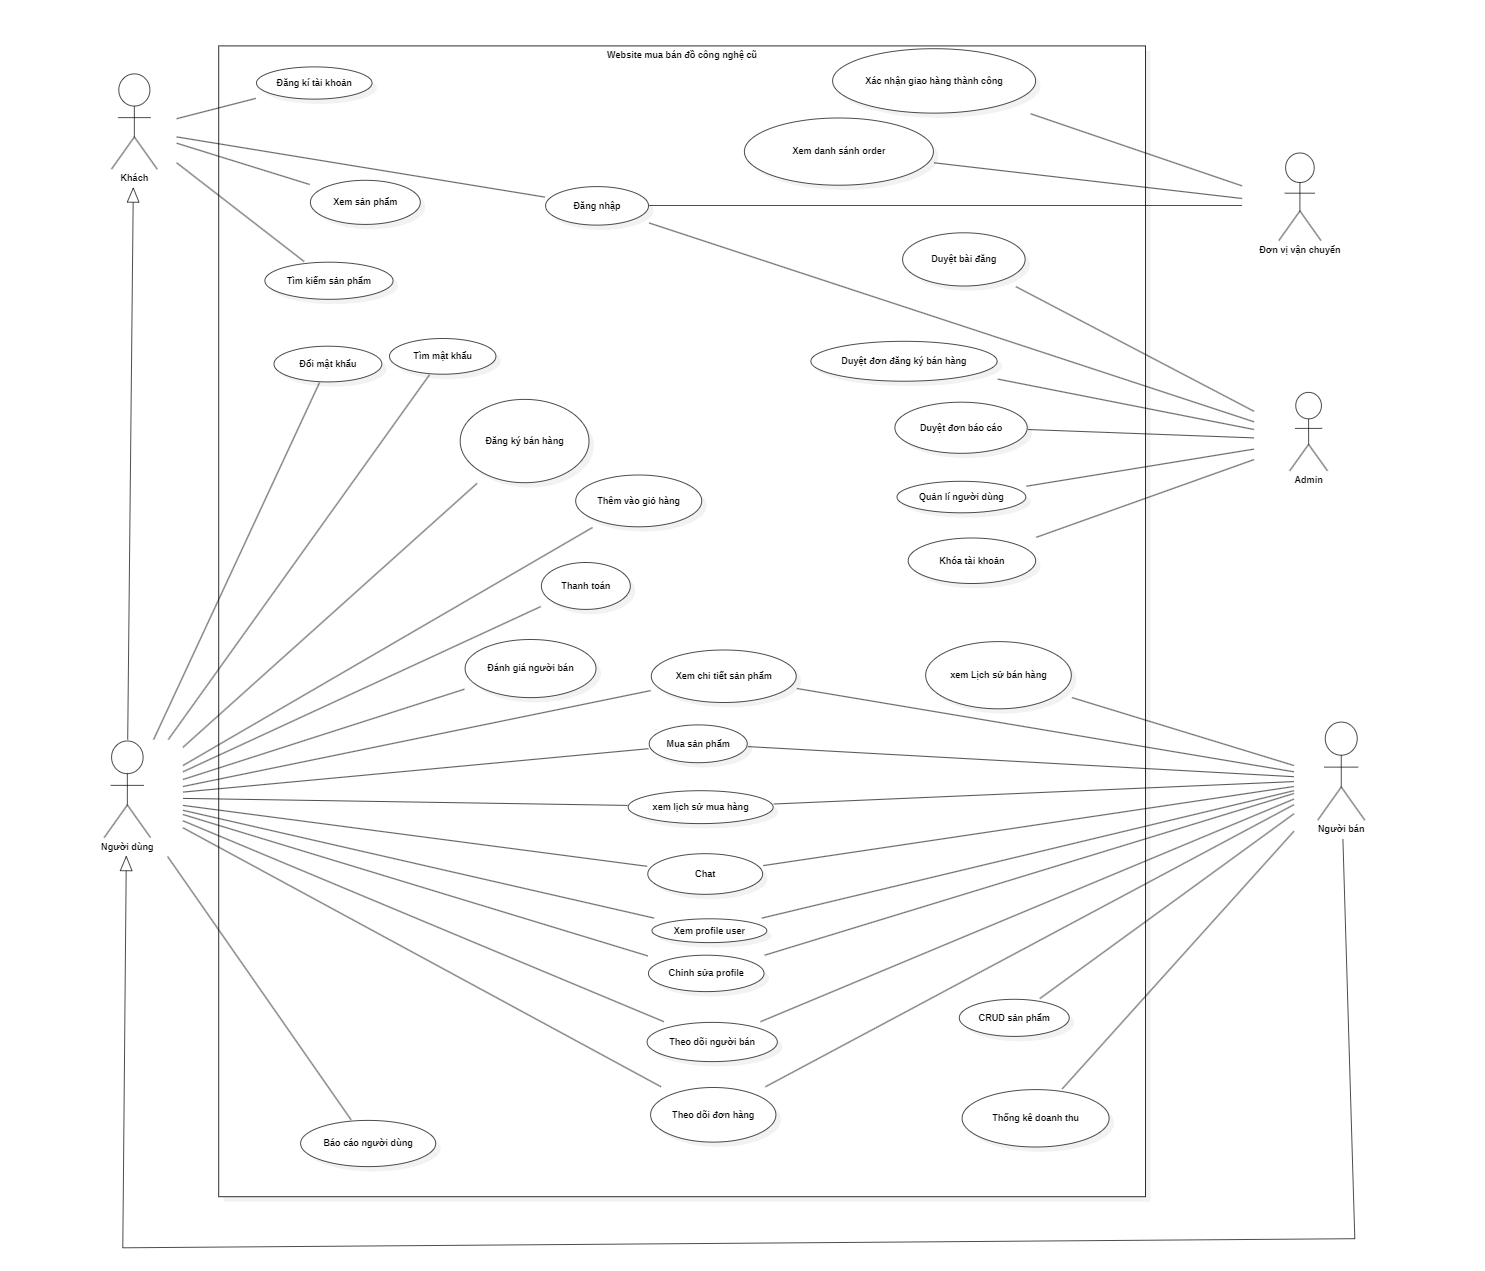 Website mua bán đồ công nghệ cũ
Đăng kí tài khoản
Xác nhận giao hàng thành công
Xem danh sánh order
Khách
Xem sản phẩm
Đăng nhập
Đơn vị vận chuyển
Duyệt bài đăng
Tìm kiếm sản phẩm
Đổi mật khẩu
Tìm mật khẩu
Duyệt đơn đăng ký bán hàng
Duyệt đơn báo cáo
Đăng ký bán hàng
Admin
Quản lí người dùng
Thêm vào giỏ hàng
Khóa tài khoản
Thanh toán
Đánh giá người bán
Xem chi tiết sản phẩm
xem Lịch sử bán hàng
Mua sản phẩm
xem lịch sử mua hàng
Người bán
Người dùng
Chat
Xem profile user
Chỉnh sửa profile
CRUD sản phẩm
Theo dõi người bán
Theo dõi đơn hàng
Thống kê doanh thu
Báo cáo người dùng